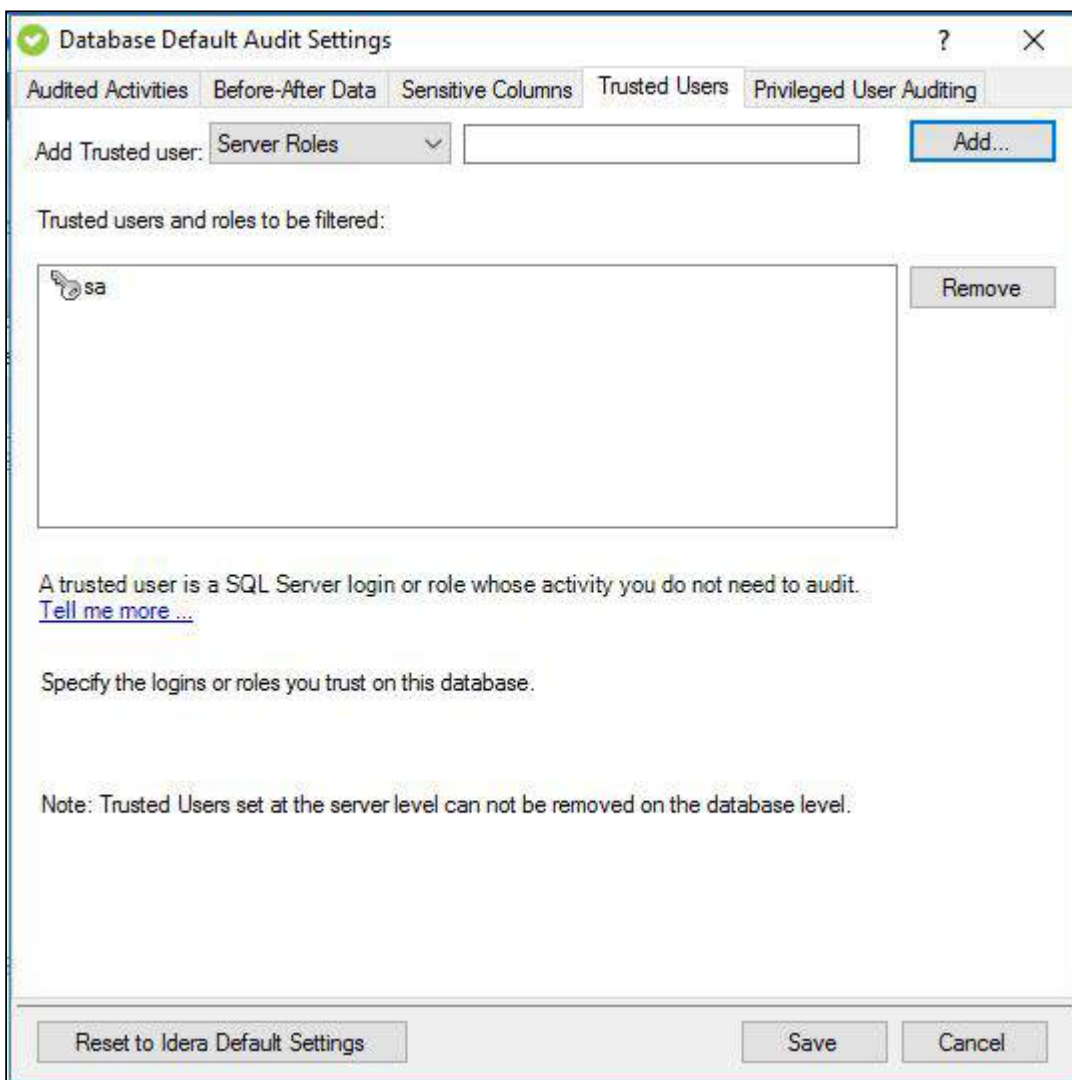 Database Default Audit Settings
?
Audited Activities Before-After Data Sensitive Columns Trusted Users Privileged User Auditing
Add Trusted user: Server Roles Add...
Trusted users and roles to be filtered:
sa
Remove
A trusted user is a SQL Server login or role whose activity you do not need to audit.
Tell me more ...
Specify the logins or roles you trust on this database.
Note: Trusted Users set at the server level can not be removed on the database level.
Reset to Idera Default Settings Save Cancel